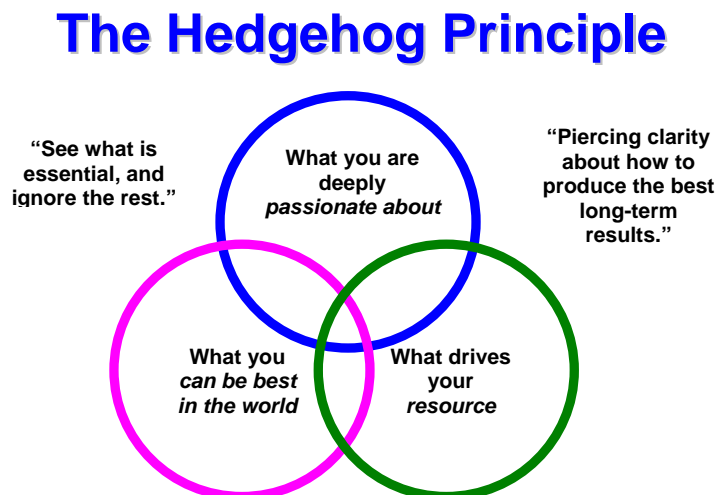 The Hedgehog Principle
“See what is
essential, and
ignore the rest.”
What you are
deeply
passionate about
“Piercing clarity
about how to
produce the best
long-term
results.”
What you
can be best
in the world
What drives
your
resource